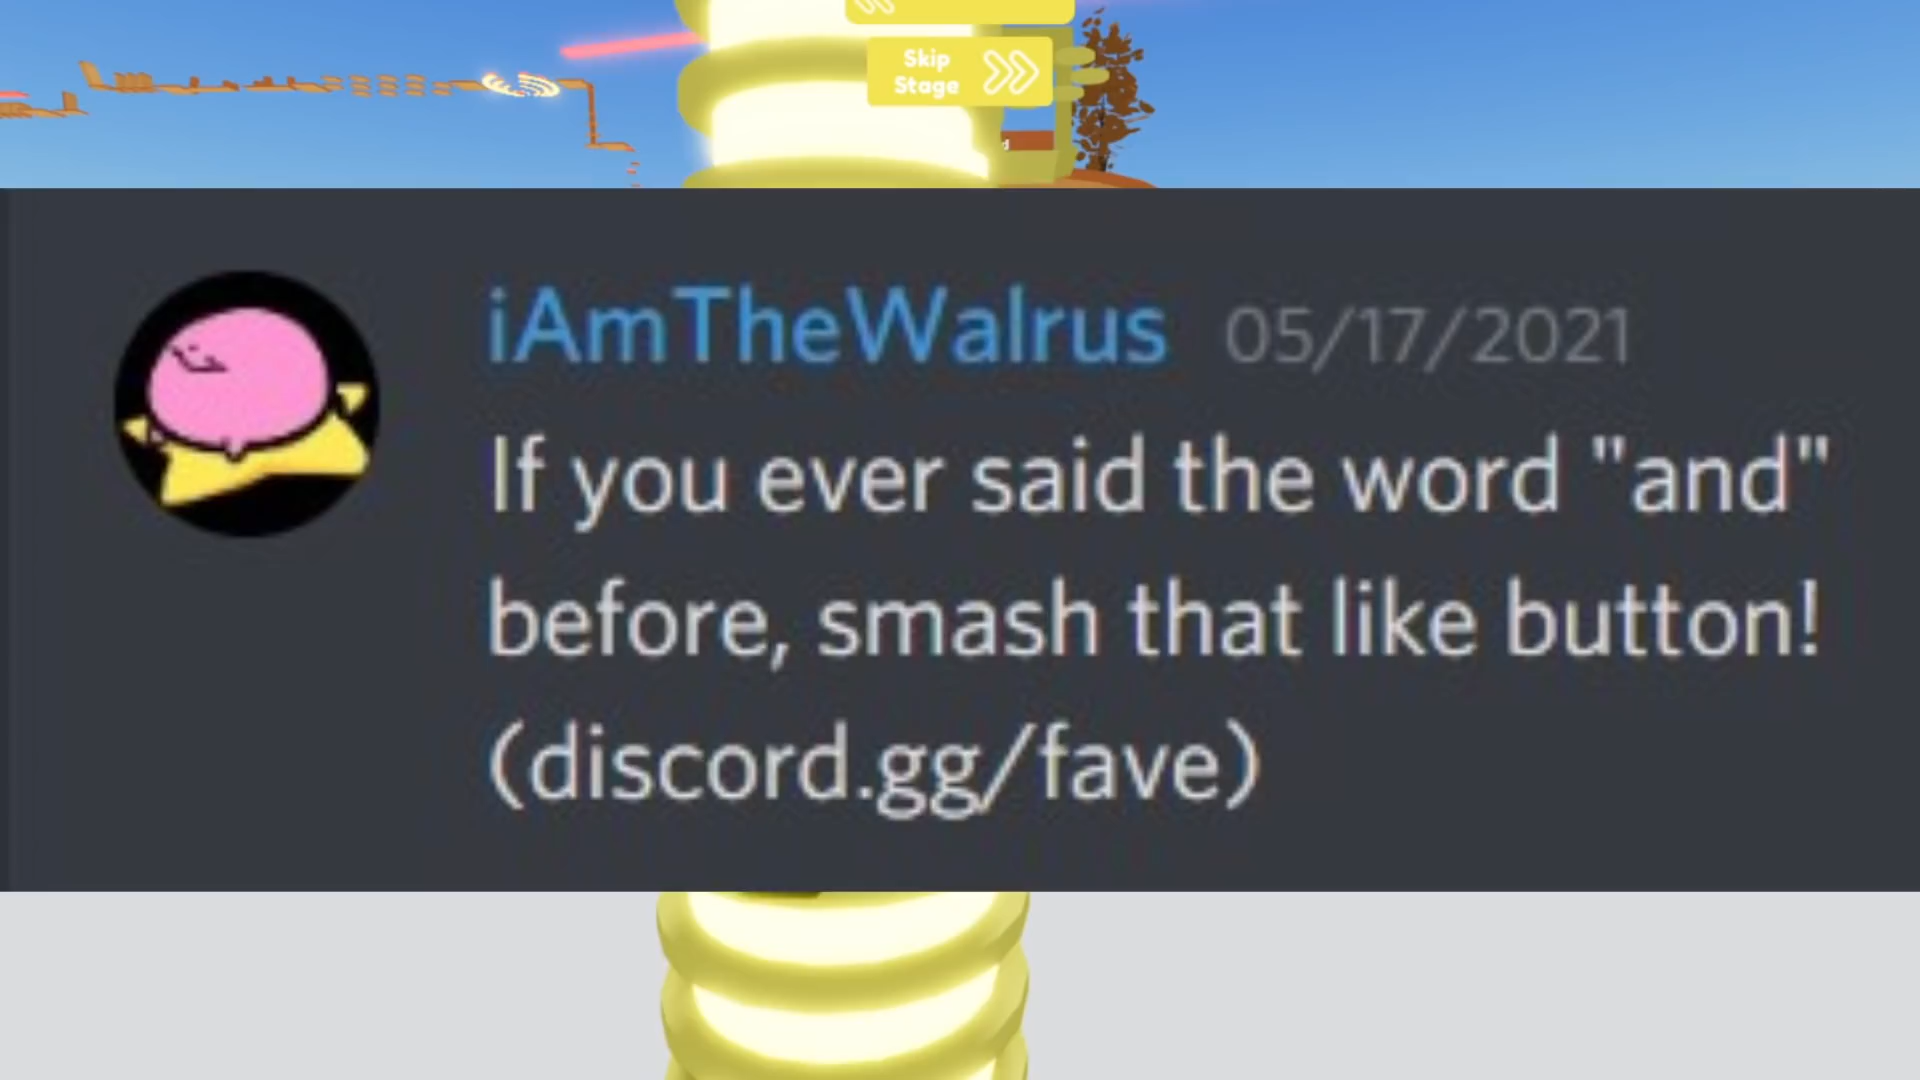 Skip
Stage
iAmTheWalrus 05/17/2021
If you ever said the word "and"
before, smash that like button!
(discord.gg/fave)